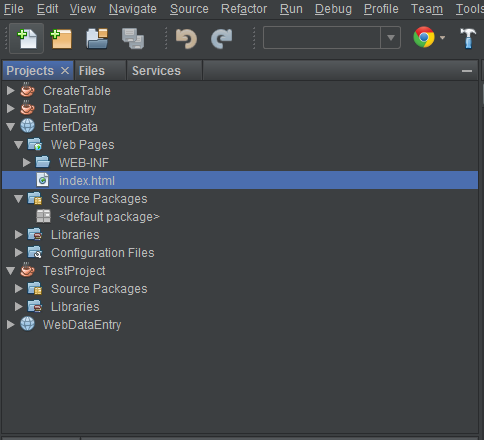 File Edit View Navigate Source Refactor Run Debug Profile Team Tools
Projects Files Services
CreateTable
DataEntry
EnterData
Web Pages
WEB-INF
index.html
Source Packages
<default package>
Libraries
Configuration Files
TestProject
Source Packages
Libraries
WebDataEntry